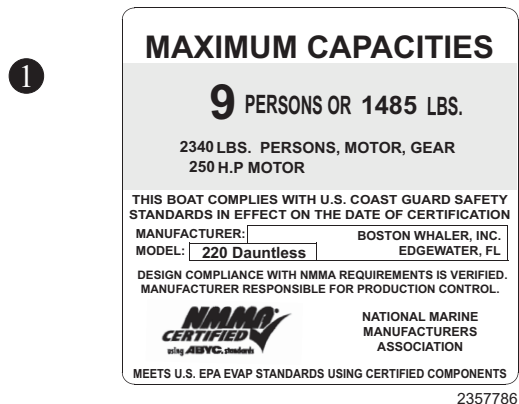 1
MAXIMUM CAPACITIES
9 PERSONS OR 1485 LBS.
2340 LBS. PERSONS, MOTOR, GEAR
250 H.P MOTOR
THIS BOAT COMPLIES WITH U.S. COAST GUARD SAFETY
STANDARDS IN EFFECT ON THE DATE OF CERTIFICATION
MANUFACTURER: BOSTON WHALER, INC.
MODEL: 220 Dauntless EDGEWATER, FL
DESIGN COMPLIANCE WITH NMMA REQUIREMENTS IS VERIFIED.
MANUFACTURER RESPONSIBLE FOR PRODUCTION CONTROL.
NMMA
CERTIFIED
using ABYC. standards
NATIONAL MARINE
MANUFACTURERS
ASSOCIATION
MEETS U.S. EPA EVAP STANDARDS USING CERTIFIED COMPONENTS
2357786